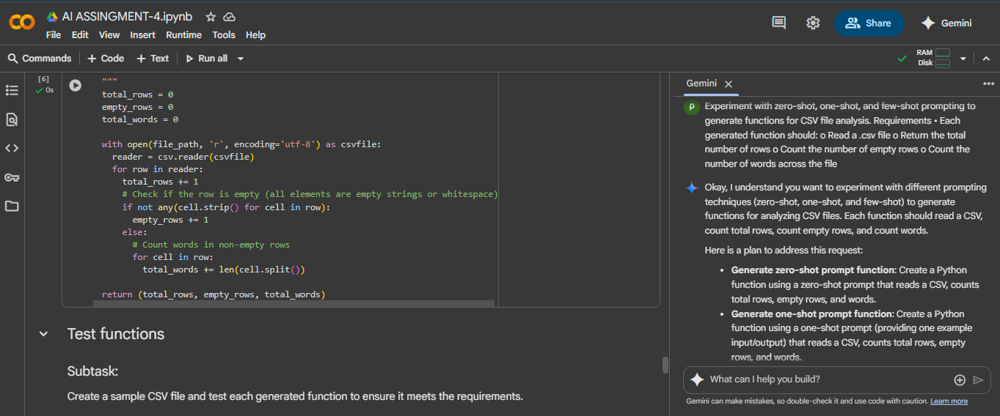 AI ASSINGMENT-4.ipynb
File Edit View Insert Runtime Tools Help
Share
Gemini
Commands + Code + Text Run all
RAM
Disk
[6]
0s
"""
total_rows = 0
empty_rows = 0
total_words = 0
with open(file_path, 'r', encoding='utf-8') as csvfile:
reader = csv.reader(csvfile)
for row in reader:
total_rows += 1
# Check if the row is empty (all elements are empty strings or whitespace)
if not any(cell.strip() for cell in row):
empty_rows += 1
else:
# Count words in non-empty rows
for cell in row:
total_words += len(cell.split())
return (total_rows, empty_rows, total_words)
Test functions
Subtask:
Create a sample CSV file and test each generated function to ensure it meets the requirements.
Gemini
P
Experiment with zero-shot, one-shot, and few-shot prompting to
generate functions for CSV file analysis. Requirements • Each
generated function should: o Read a .csv file o Return the total
number of rows o Count the number of empty rows o Count the
number of words across the file
Okay, I understand you want to experiment with different prompting
techniques (zero-shot, one-shot, and few-shot) to generate
functions for analyzing CSV files. Each function should read a CSV,
count total rows, count empty rows, and count words.
Here is a plan to address this request:
• Generate zero-shot prompt function: Create a Python
function using a zero-shot prompt that reads a CSV, counts
total rows, empty rows, and words.
• Generate one-shot prompt function: Create a Python
function using a one-shot prompt (providing one example
input/output) that reads a CSV, counts total rows, empty
rows, and words.
What can I help you build?
Gemini can make mistakes, so double-check it and use code with caution. Learn more